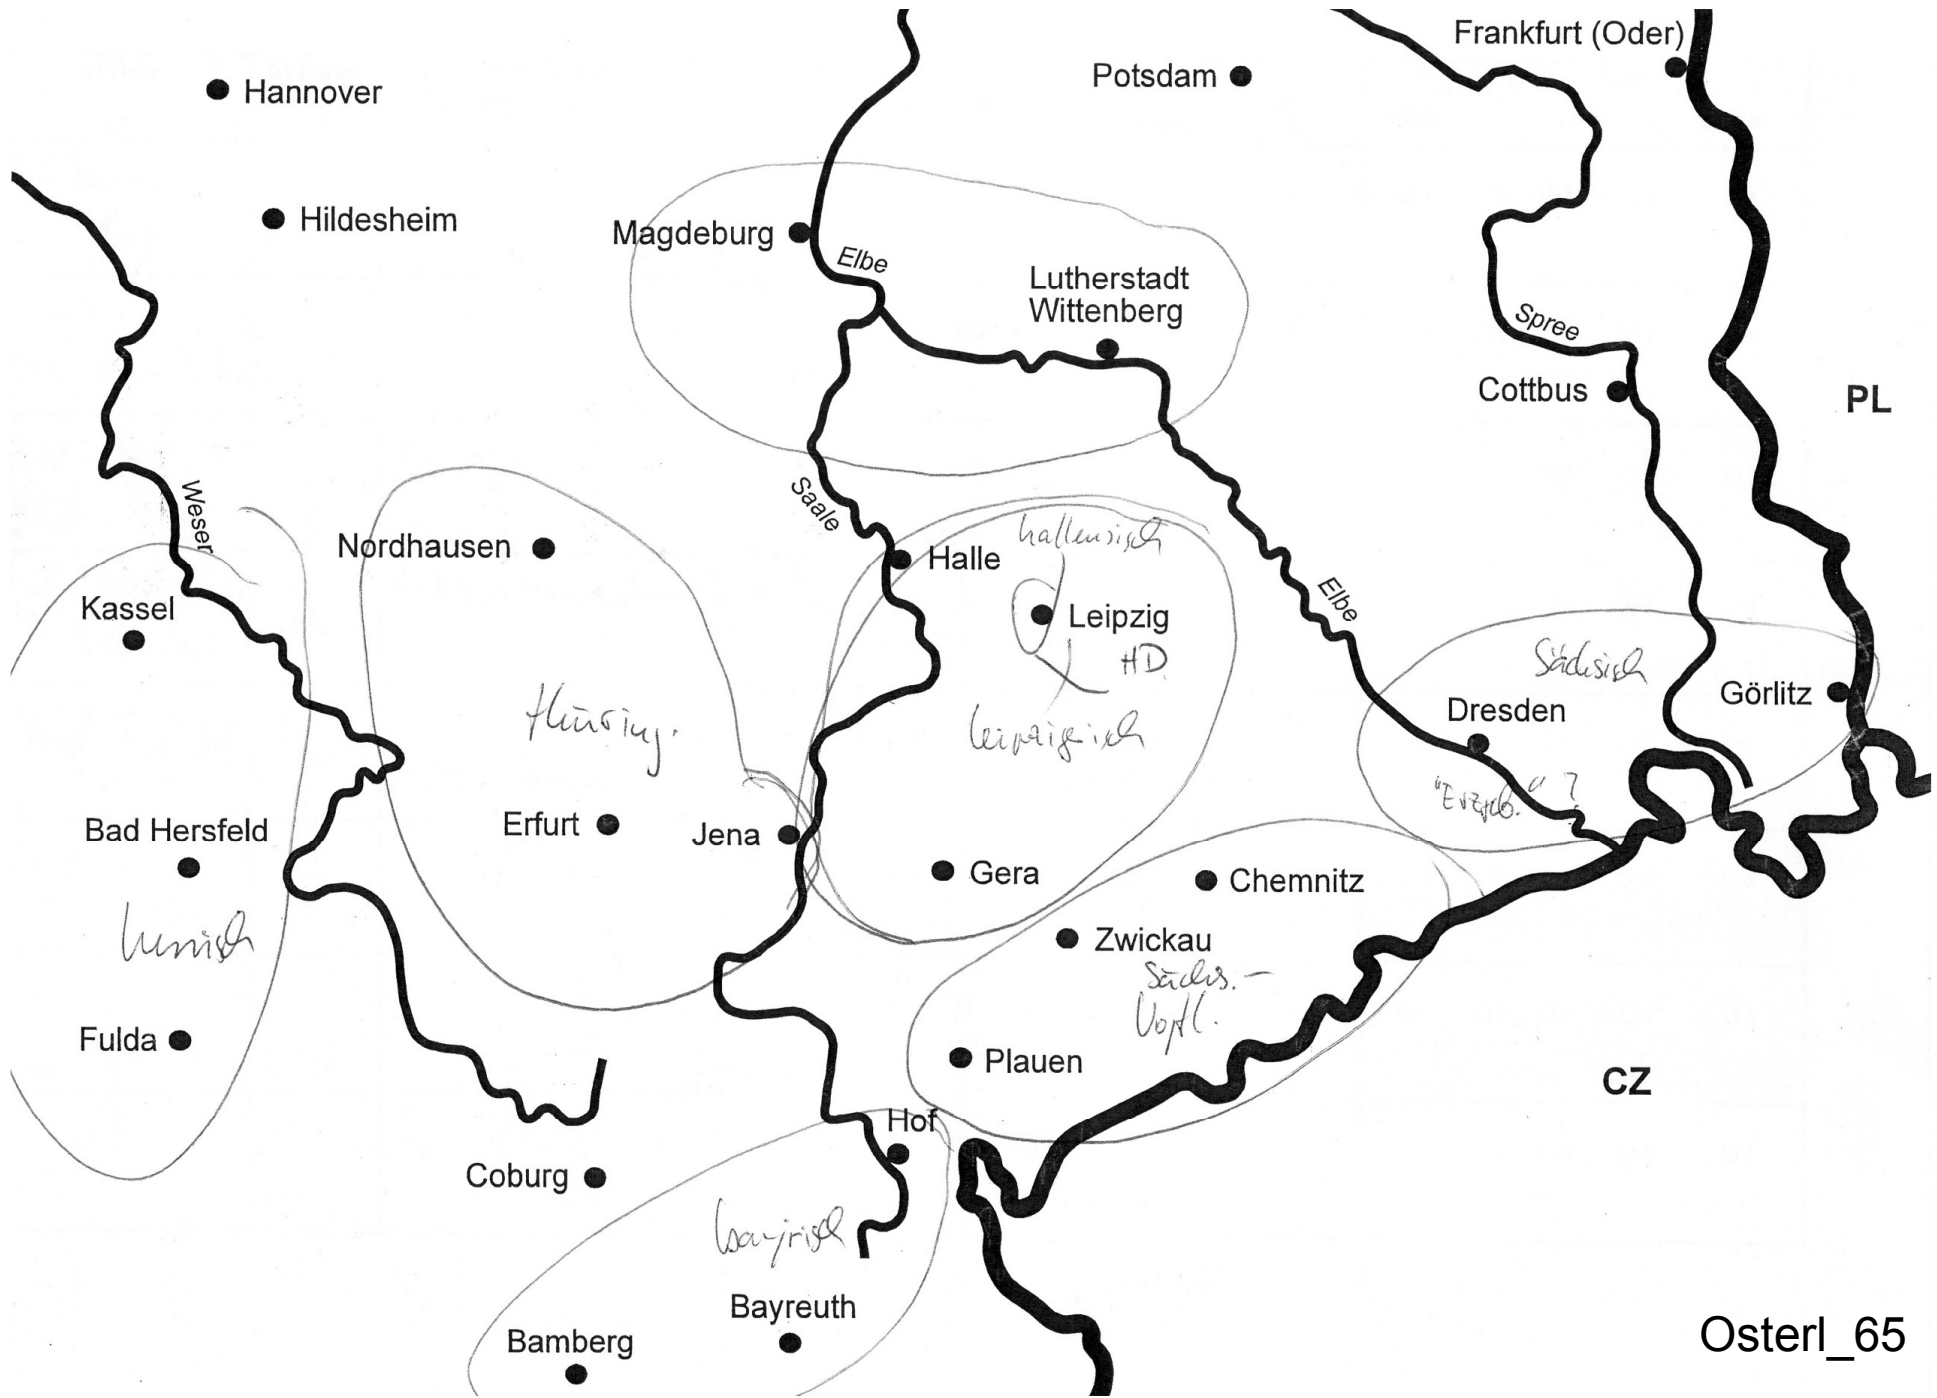 Frankfurt (Oder)
Potsdam
Hannover
Hildesheim
Magdeburg
Elbe
Lutherstadt
Wittenberg
Spree
Cottbus
PL
Weser
Saale
Nordhausen
hallensisch
Halle
Kassel
Leipzig
HD
Elbe
Sächsisch
Görlitz
Dresden
thüring.
leipzigerisch
"Erzgeb." ?
Erfurt
Jena
Bad Hersfeld
Gera
Chemnitz
hessisch
Zwickau
Sächs.-
Vogtl.
Fulda
Plauen
CZ
Hof
Coburg
bayrisch
Bayreuth
Bamberg
Osterl_65